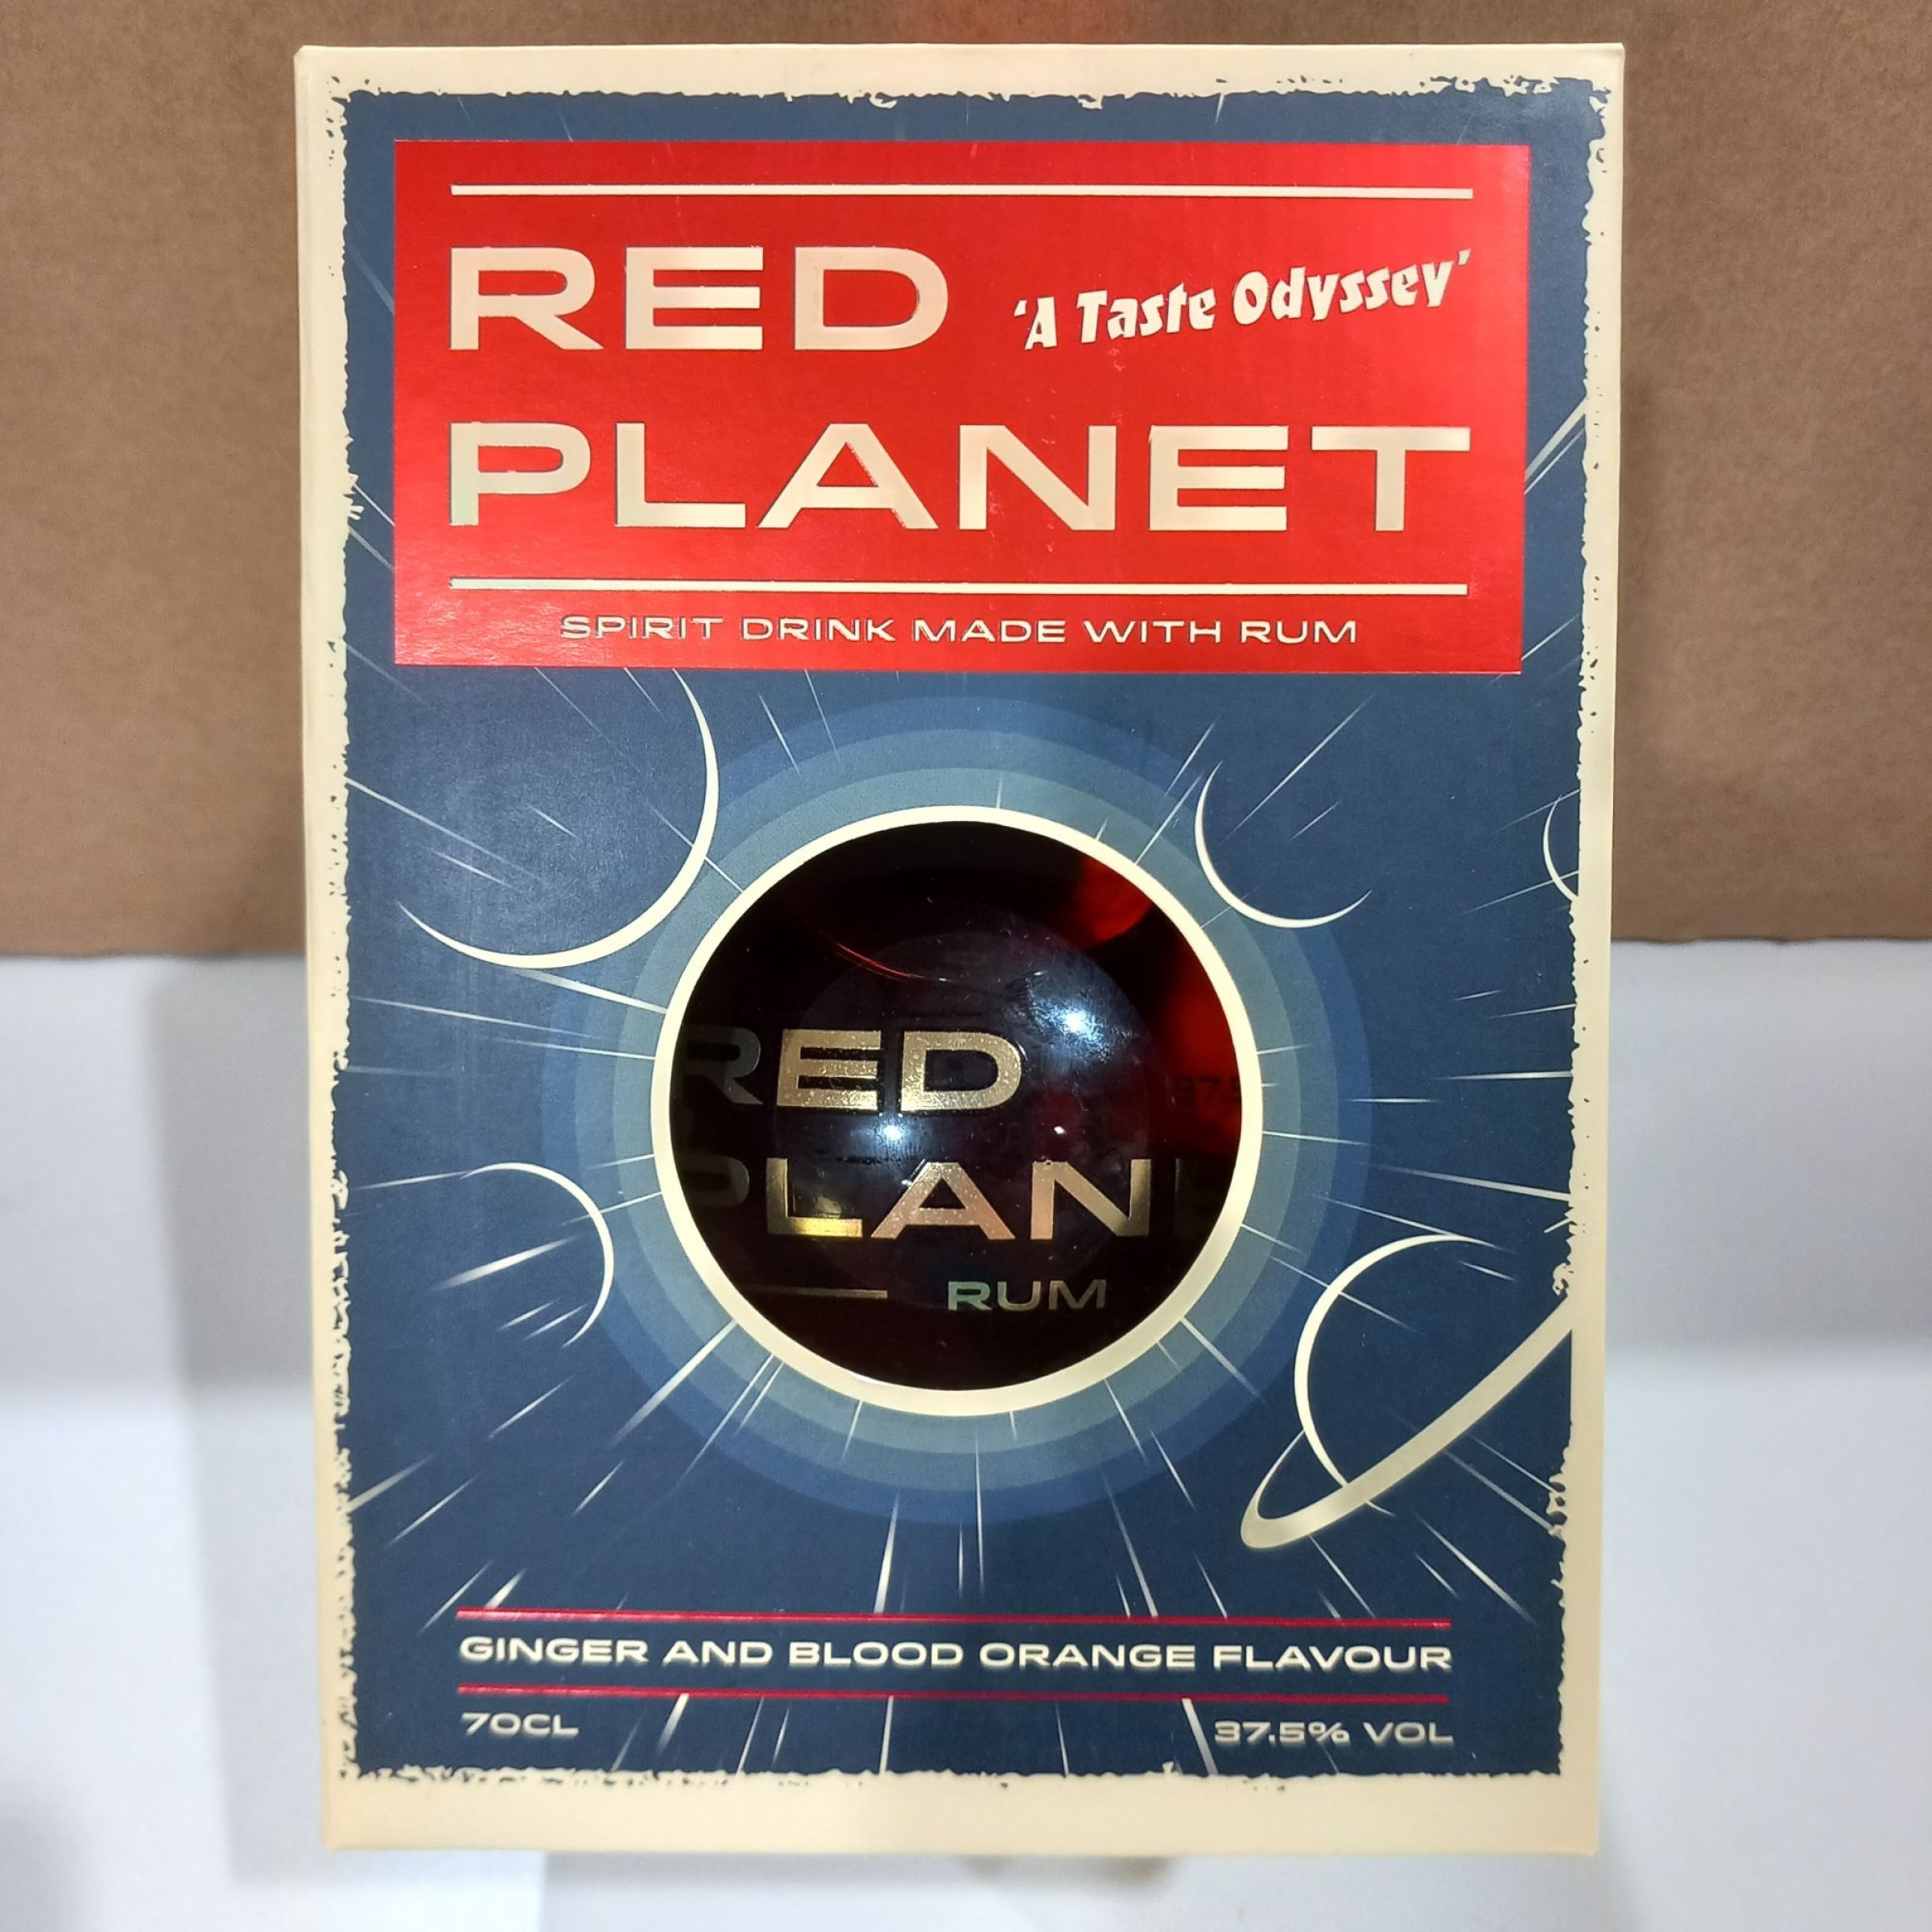 RED 'A Taste Odyssey'
PLANET
SPIRIT DRINK MADE WITH RUM
RED
PLANE
RUM
GINGER AND BLOOD ORANGE FLAVOUR
70CL 37.5% VOL